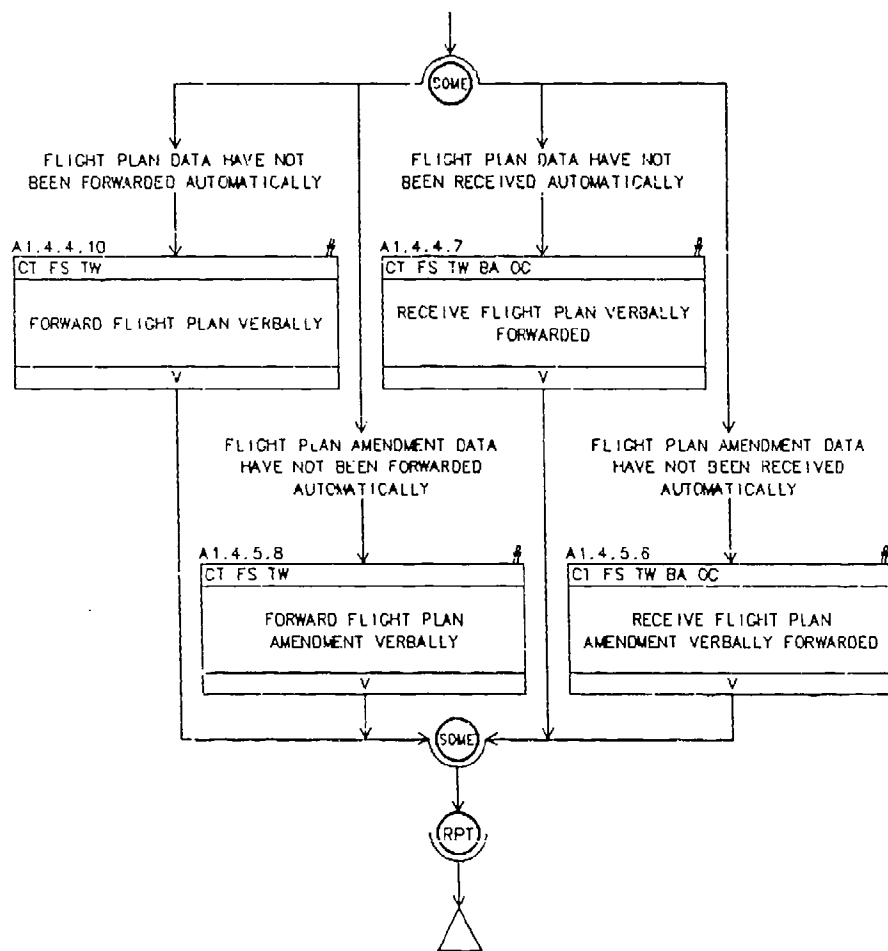 SOME
FLIGHT PLAN DATA HAVE NOT
BEEN FORWARDED AUTOMATICALLY
FLIGHT PLAN DATA HAVE NOT
BEEN RECEIVED AUTOMATICALLY
A1.4.4.10
CT FS TW
FORWARD FLIGHT PLAN VERBALLY
V
A1.4.4.7
CT FS TW BA OC
RECEIVE FLIGHT PLAN VERBALLY
FORWARDED
V
FLIGHT PLAN AMENDMENT DATA
HAVE NOT BEEN FORWARDED
AUTOMATICALLY
FLIGHT PLAN AMENDMENT DATA
HAVE NOT BEEN RECEIVED
AUTOMATICALLY
A1.4.5.8
CT FS TW
FORWARD FLIGHT PLAN
AMENDMENT VERBALLY
V
A1.4.5.6
CT FS TW BA OC
RECEIVE FLIGHT PLAN
AMENDMENT VERBALLY FORWARDED
V
SOME
RPT